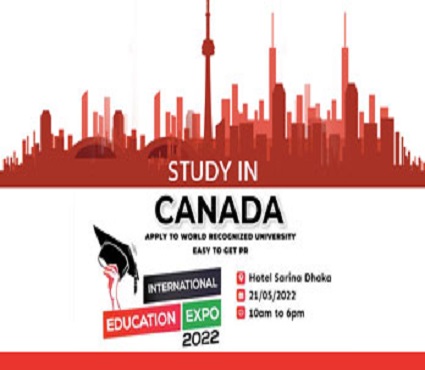 STUDY IN
CANADA
APPLY TO WORLD RECOGNIZED UNIVERSITY
EASY TO GET PR
INTERNATIONAL
EDUCATION EXPO
2022
Hotel Sarina Dhaka
21/05/2022
10am to 6pm